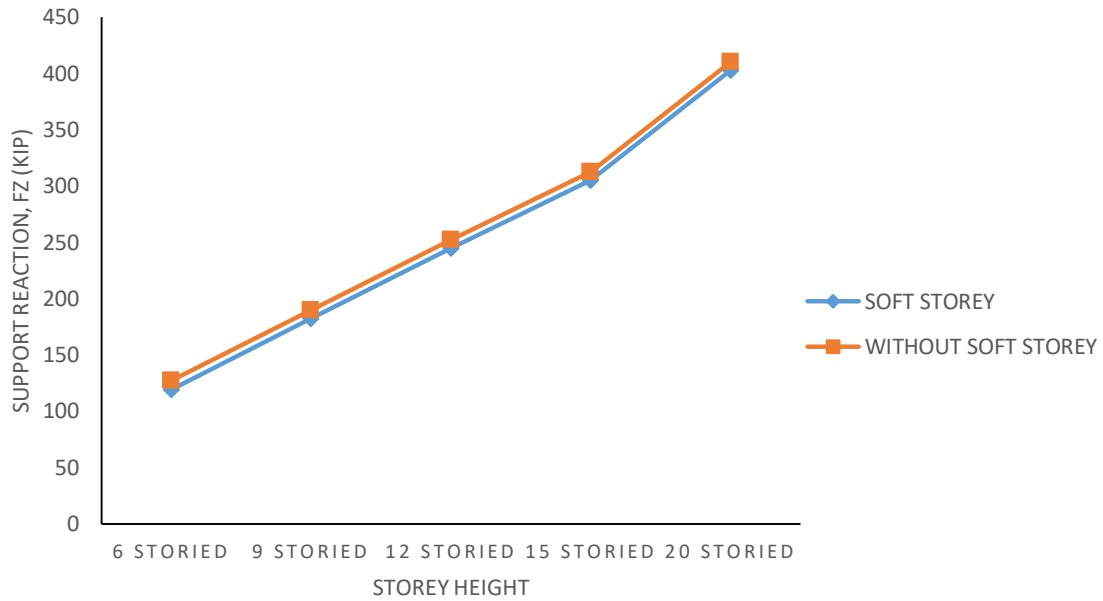 450
400
350
300
250
200
150
100
50
0
SUPPORT REACTION, FZ (KIP)
6 STORIED 9 STORIED 12 STORIED 15 STORIED 20 STORIED
STOREY HEIGHT
SOFT STOREY
WITHOUT SOFT STOREY